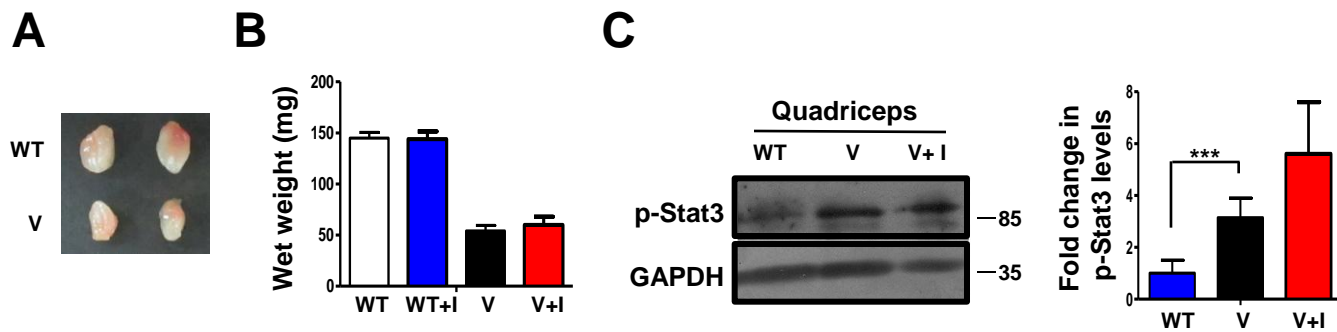 A
WT
V
B
Wet weight (mg)
200
150
100
50
0
WT WT+I V V+I
C
Quadriceps
WT V V+ I
p-Stat3
—85
GAPDH
—35
Fold change in
p-Stat3 levels
8
6
4
2
0
***
WT V V+I